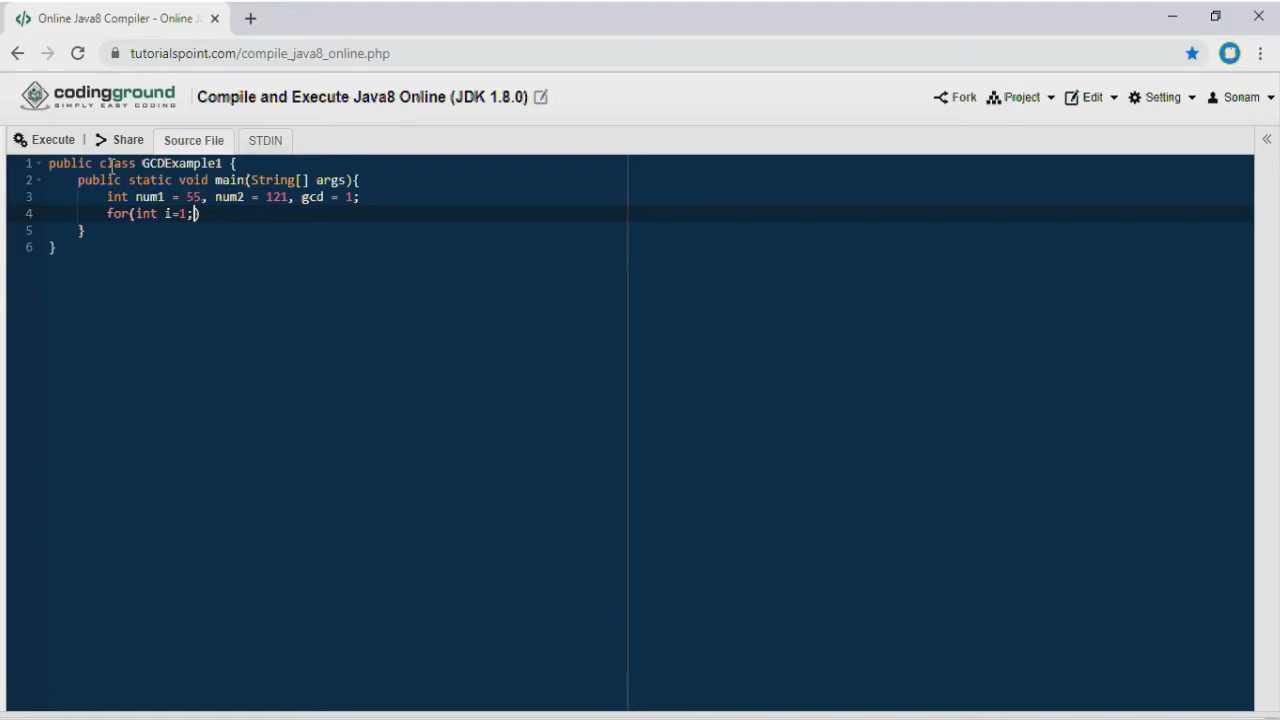 Online Java8 Compiler - Online J
tutorialspoint.com/compile_java8_online.php
codingground
SIMPLY EASY CODING
Compile and Execute Java8 Online (JDK 1.8.0)
Fork Project Edit Setting Sonam
Execute | Share Source File STDIN
1 public class GCDExample1 {
2 public static void main(String[] args){
3 int num1 = 55, num2 = 121, gcd = 1;
4 for(int i=1;)
5 }
6 }